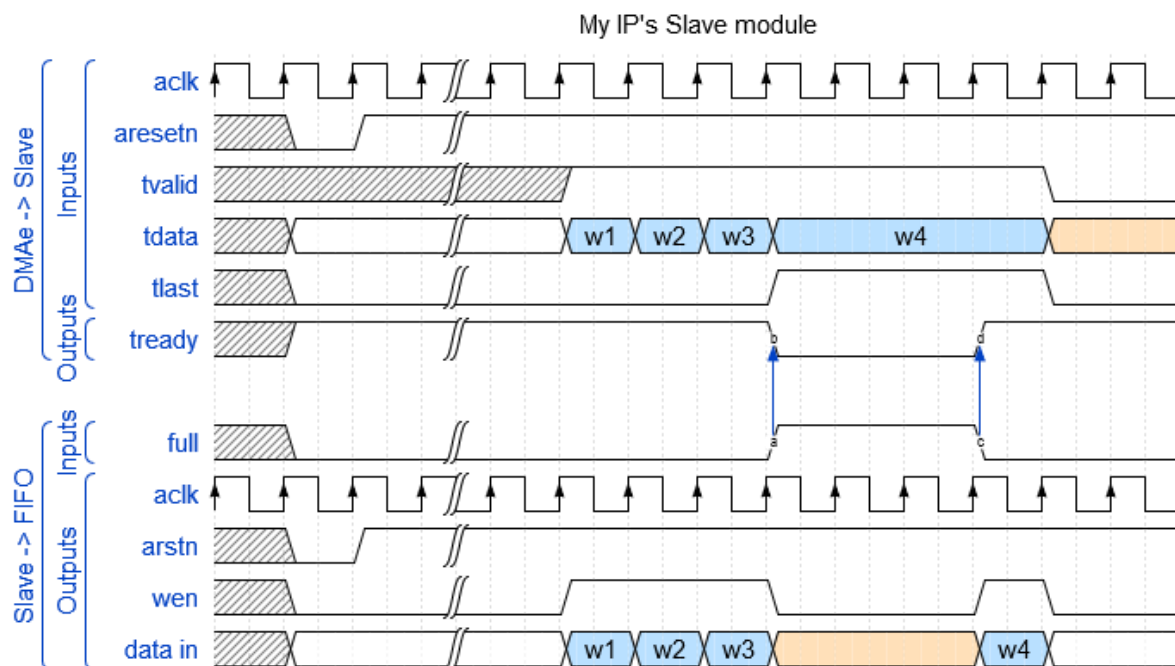 My IP's Slave module
DMAe -> Slave
Inputs
aclk
aresetn
tvalid
tdata w1 w2 w3 w4
tlast
Outputs
tready b d
Slave -> FIFO
Inputs
full a c
Outputs
aclk
arstn
wen
data in w1 w2 w3 w4